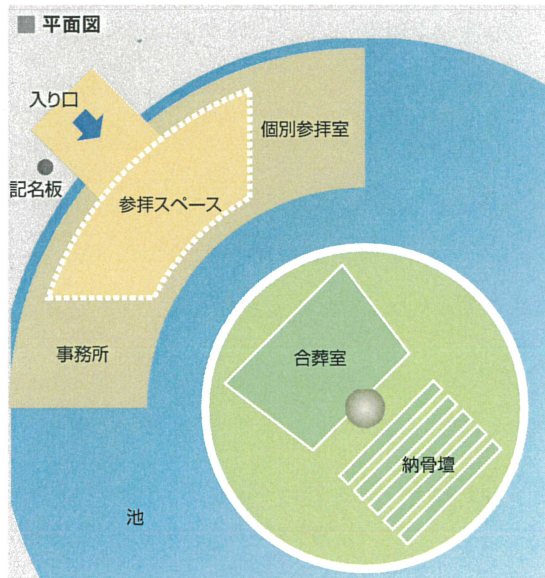 ■ 平面図
入り口
個別参拝室
記名板
参拝スペース
事務所
合葬室
納骨壇
池